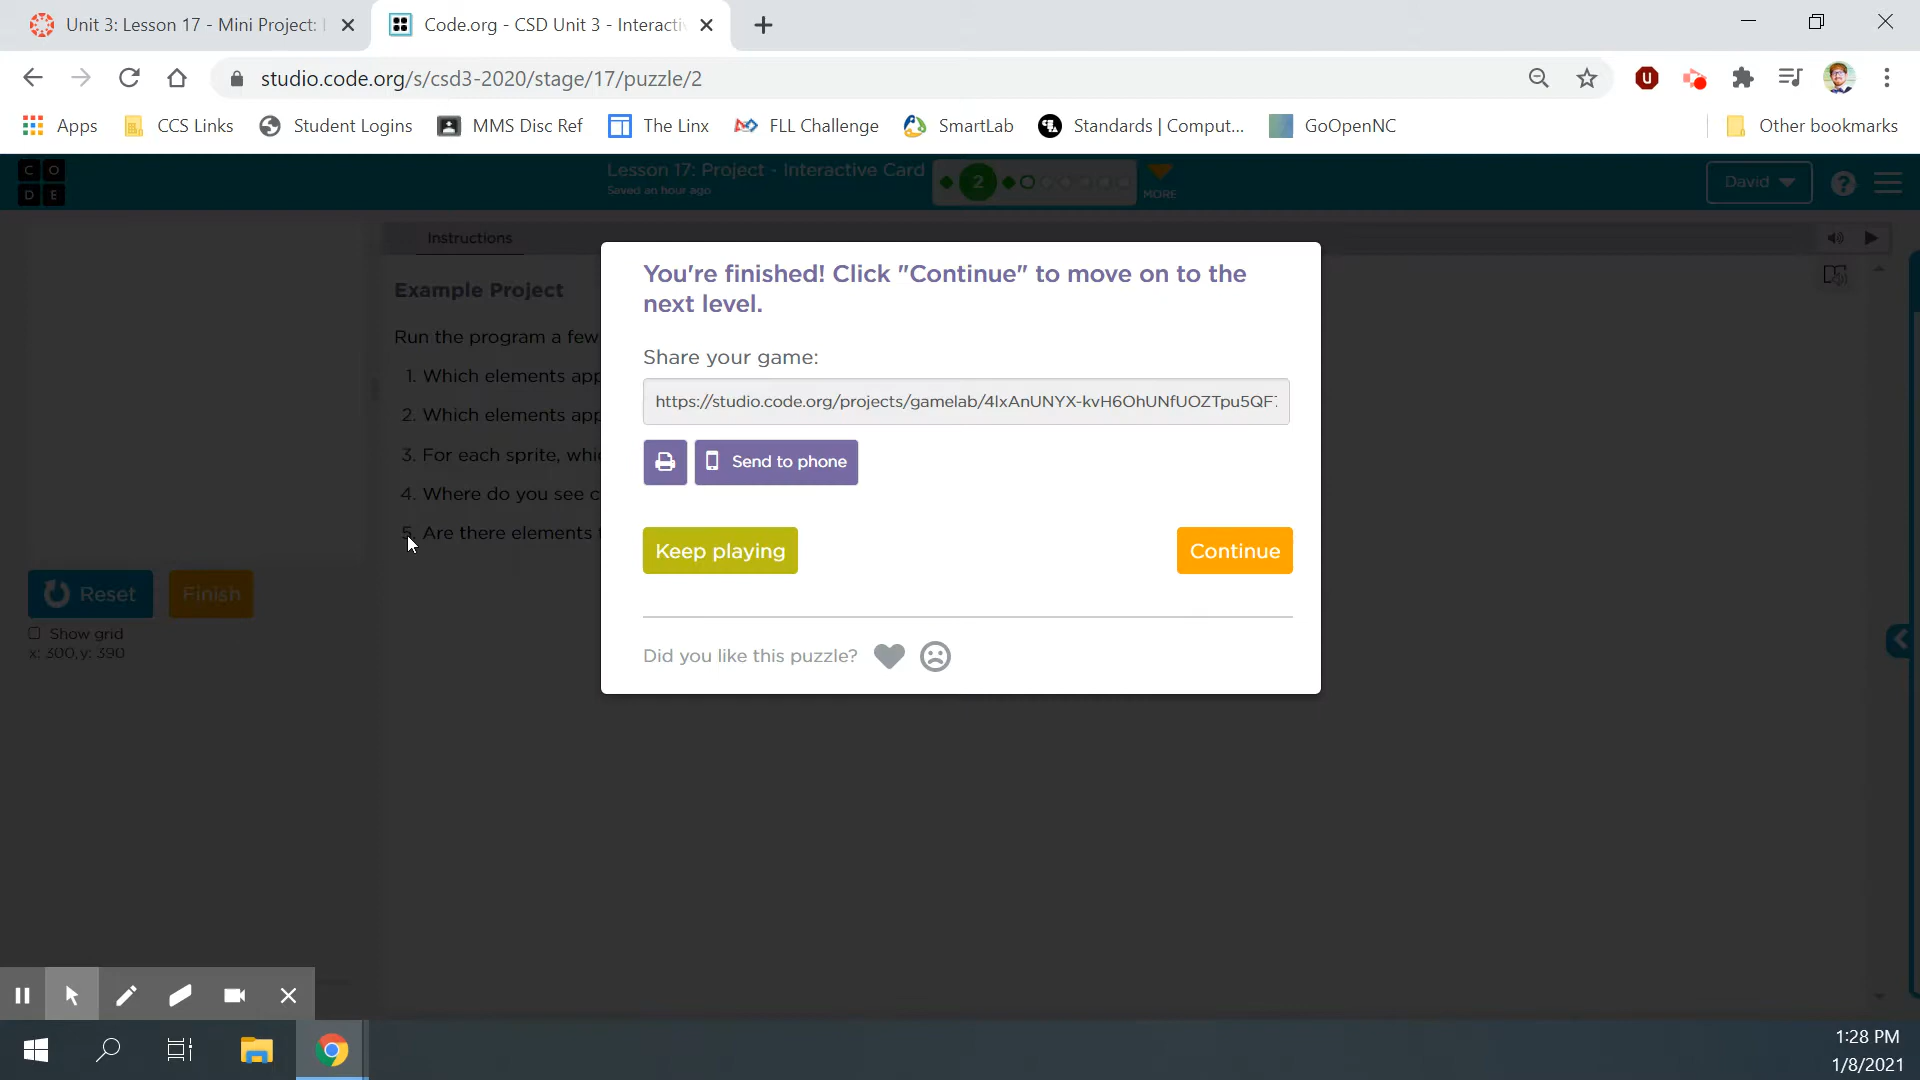 Unit 3: Lesson 17 - Mini Project:
Code.org - CSD Unit 3 - Interacti
studio.code.org/s/csd3-2020/stage/17/puzzle/2
Apps
CCS Links
Student Logins
MMS Disc Ref
The Linx
FLL Challenge
SmartLab
Standards | Comput...
GoOpenNC
Other bookmarks
C O
D E
Lesson 17: Project - Interactive Card
Saved an hour ago
2
MORE
David
?
Instructions
Example Project
Run the program a few
1. Which elements app
2. Which elements app
3. For each sprite, whi
4. Where do you see c
5. Are there elements
You're finished! Click "Continue" to move on to the
next level.
Share your game:
https://studio.code.org/projects/gamelab/4lxAnUNYX-kvH6OhUNfUOZTpu5QF
Send to phone
Keep playing
Continue
Did you like this puzzle?
Reset
Finish
Show grid
x: 300, y: 390
1:28 PM
1/8/2021